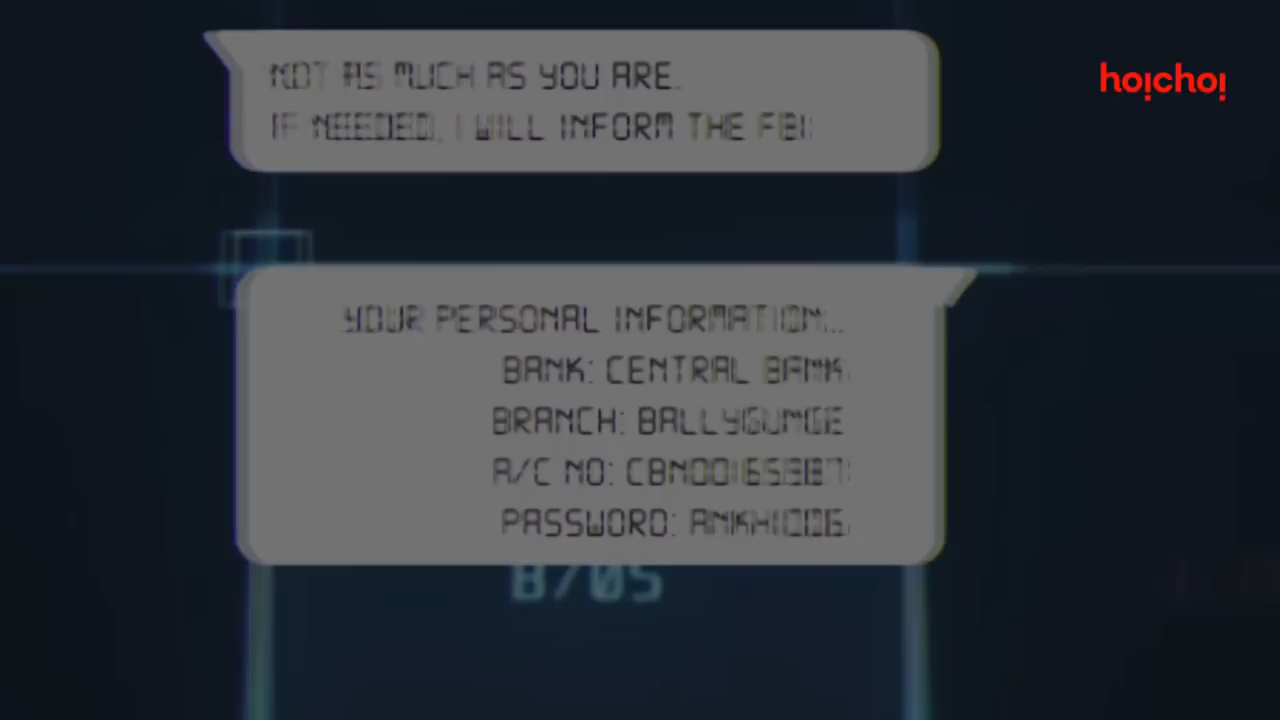 hoichoi
NOT AS MUCH AS YOU ARE.
IF NEEDED, I WILL INFORM THE FBI
YOUR PERSONAL INFORMATION...
BANK: CENTRAL BANK
BRANCH: BALLYGUNGE
A/C NO:
PASSWORD:
8/05